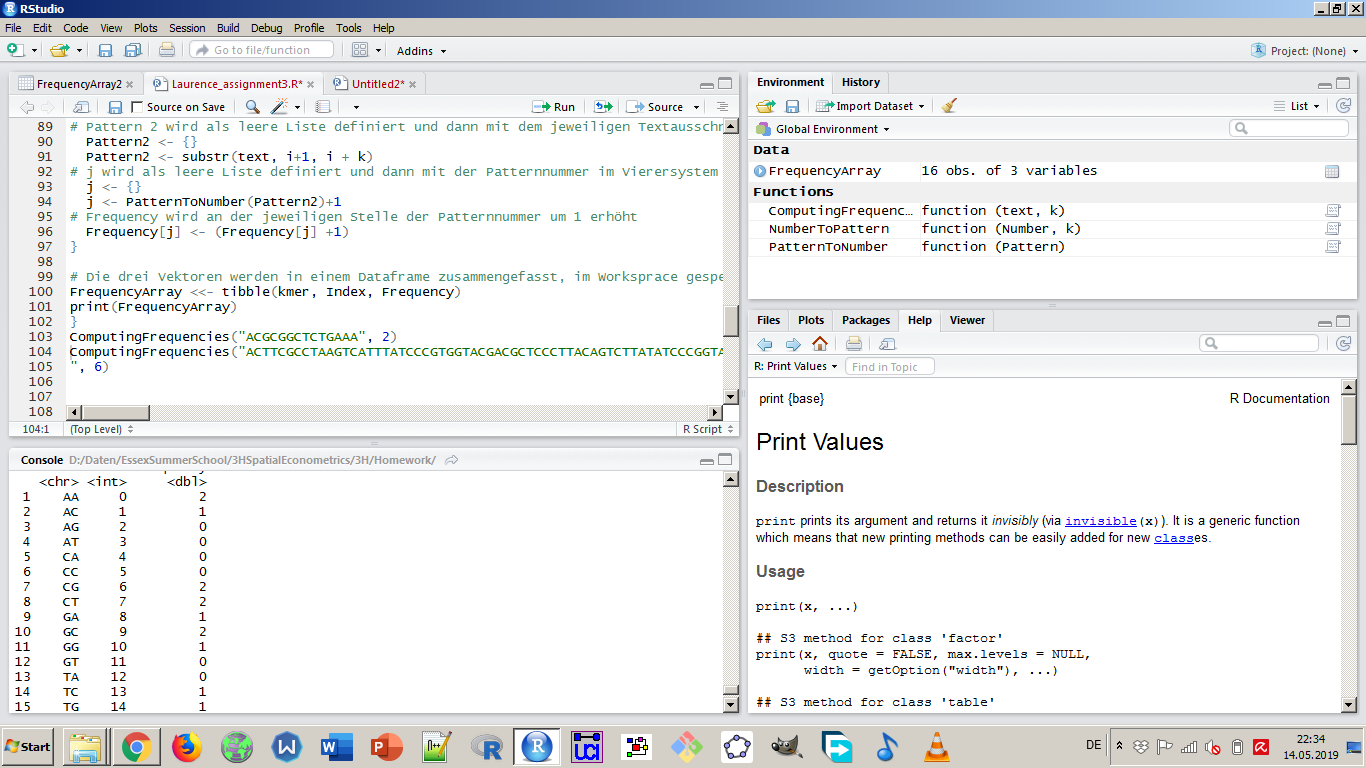 RStudio
File Edit Code View Plots Session Build Debug Profile Tools Help
Go to file/function Addins Project: (None)
FrequencyArray2 Laurence_assignment3.R* Untitled2*
Source on Save Run Source
89 # Pattern 2 wird als leere Liste definiert und dann mit dem jeweiligen Textausschn
90 Pattern2 <- {}
91 Pattern2 <- substr(text, i+1, i + k)
92 # j wird als leere Liste definiert und dann mit der Patternnummer im Vierersystem
93 j <- {}
94 j <- PatternToNumber(Pattern2)+1
95 # Frequency wird an der jeweiligen Stelle der Patternnummer um 1 erhöht
96 Frequency[j] <- (Frequency[j] +1)
97 }
98
99 # Die drei Vektoren werden in einem Dataframe zusammengefasst, im Worksprace gespe
100 FrequencyArray <<- tibble(kmer, Index, Frequency)
101 print(FrequencyArray)
102 }
103 ComputingFrequencies("ACGCGGCTCTGAAA", 2)
104 ComputingFrequencies("ACTTCGCCTAAGTCATTTATCCCGTGGTACGACGCTCCCTTACAGTCTTATATCCCGGTA
105 ", 6)
106
107
108
104:1 (Top Level) R Script
Console D:/Daten/EssexSummerSchool/3HSpatialEconometrics/3H/Homework/
<chr> <int> <dbl>
1 AA 0 2
2 AC 1 1
3 AG 2 0
4 AT 3 0
5 CA 4 0
6 CC 5 0
7 CG 6 2
8 CT 7 2
9 GA 8 1
10 GC 9 2
11 GG 10 1
12 GT 11 0
13 TA 12 0
14 TC 13 1
15 TG 14 1
Environment History
Import Dataset List
Global Environment
Data
FrequencyArray 16 obs. of 3 variables
Functions
ComputingFrequenc… function (text, k)
NumberToPattern function (Number, k)
PatternToNumber function (Pattern)
Files Plots Packages Help Viewer
R: Print Values Find in Topic
print {base} R Documentation
Print Values
Description
print prints its argument and returns it invisibly (via invisible(x)). It is a generic function
which means that new printing methods can be easily added for new classes.
Usage
print(x, ...)
## S3 method for class 'factor'
print(x, quote = FALSE, max.levels = NULL,
width = getOption("width"), ...)
## S3 method for class 'table'
Start DE 22:34
14.05.2019